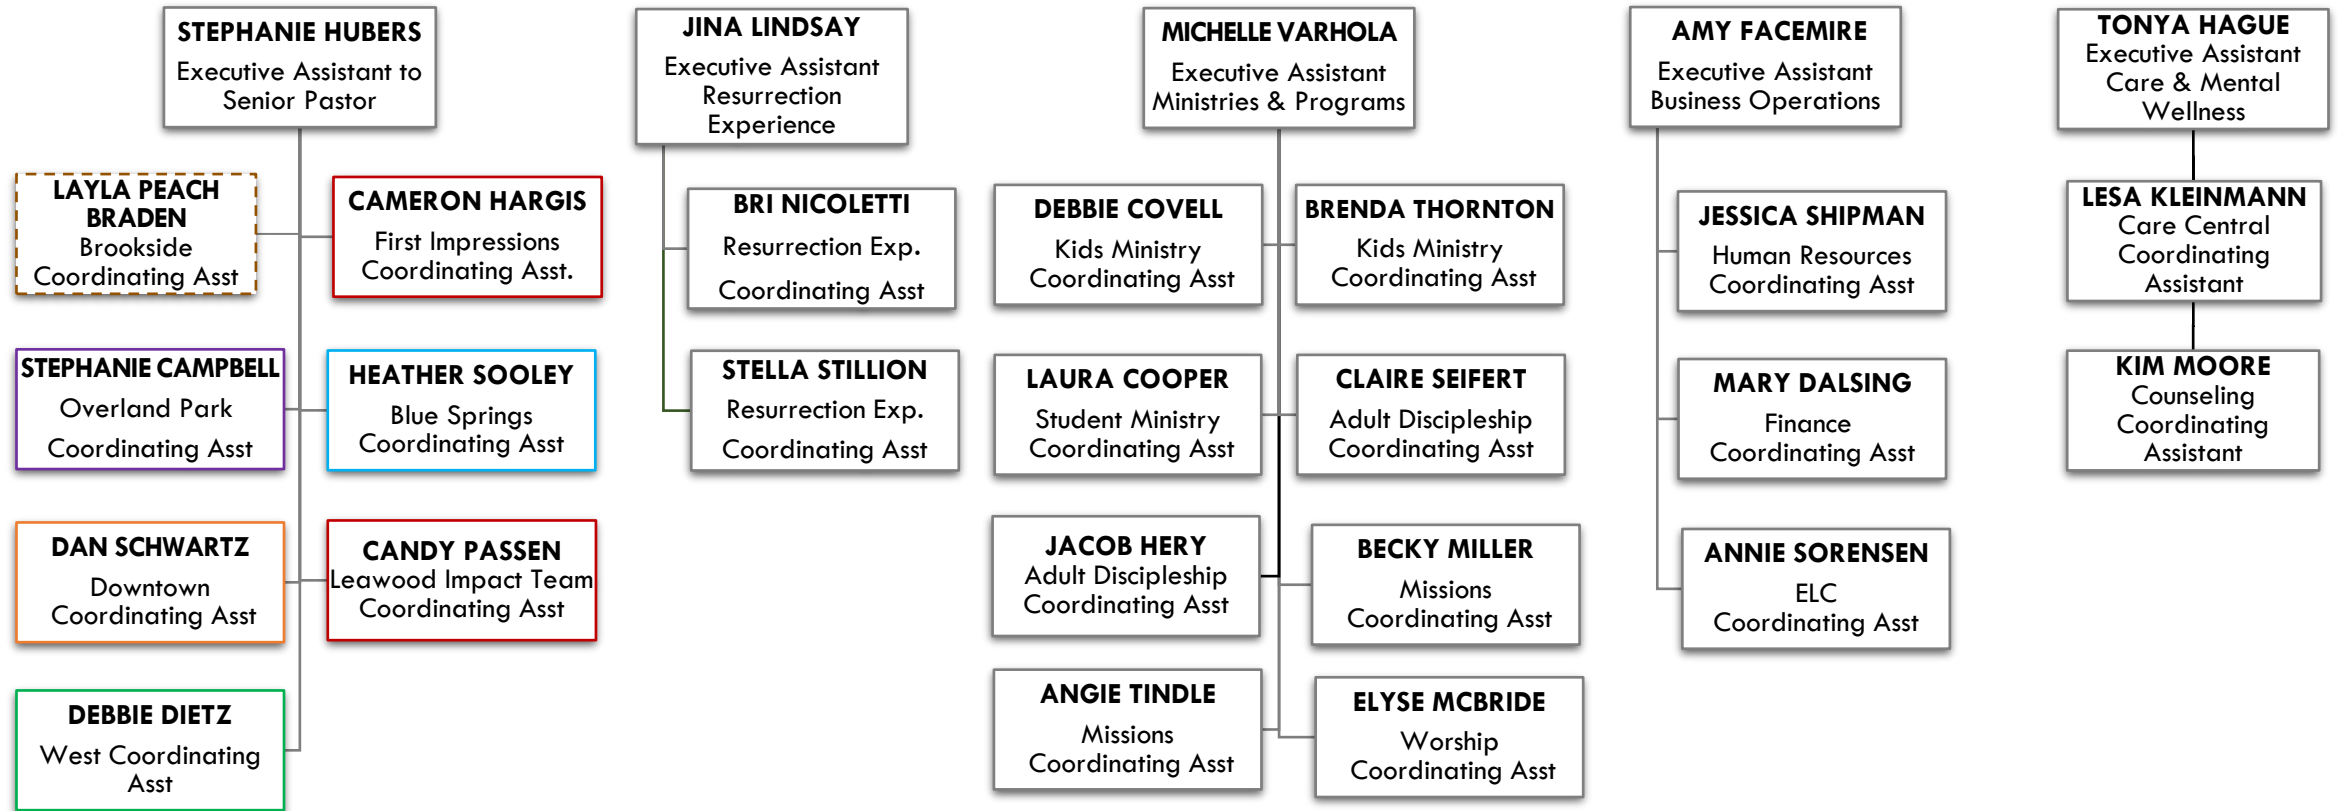 STEPHANIE HUBERS
Executive Assistant to
Senior Pastor
LAYLA PEACH
BRADEN
Brookside
Coordinating Asst
CAMERON HARGIS
First Impressions
Coordinating Asst.
STEPHANIE CAMPBELL
Overland Park
Coordinating Asst
HEATHER SOOLEY
Blue Springs
Coordinating Asst
DAN SCHWARTZ
Downtown
Coordinating Asst
CANDY PASSEN
Leawood Impact Team
Coordinating Asst
DEBBIE DIETZ
West Coordinating
Asst
JINA LINDSAY
Executive Assistant
Resurrection
Experience
BRI NICOLETTI
Resurrection Exp.
Coordinating Asst
STELLA STILLION
Resurrection Exp.
Coordinating Asst
MICHELLE VARHOLA
Executive Assistant
Ministries & Programs
DEBBIE COVELL
Kids Ministry
Coordinating Asst
BRENDA THORNTON
Kids Ministry
Coordinating Asst
LAURA COOPER
Student Ministry
Coordinating Asst
CLAIRE SEIFERT
Adult Discipleship
Coordinating Asst
JACOB HERY
Adult Discipleship
Coordinating Asst
BECKY MILLER
Missions
Coordinating Asst
ANGIE TINDLE
Missions
Coordinating Asst
ELYSE MCBRIDE
Worship
Coordinating Asst
AMY FACEMIRE
Executive Assistant
Business Operations
JESSICA SHIPMAN
Human Resources
Coordinating Asst
MARY DALSING
Finance
Coordinating Asst
ANNIE SORENSEN
ELC
Coordinating Asst
TONYA HAGUE
Executive Assistant
Care & Mental
Wellness
LESA KLEINMANN
Care Central
Coordinating
Assistant
KIM MOORE
Counseling
Coordinating
Assistant